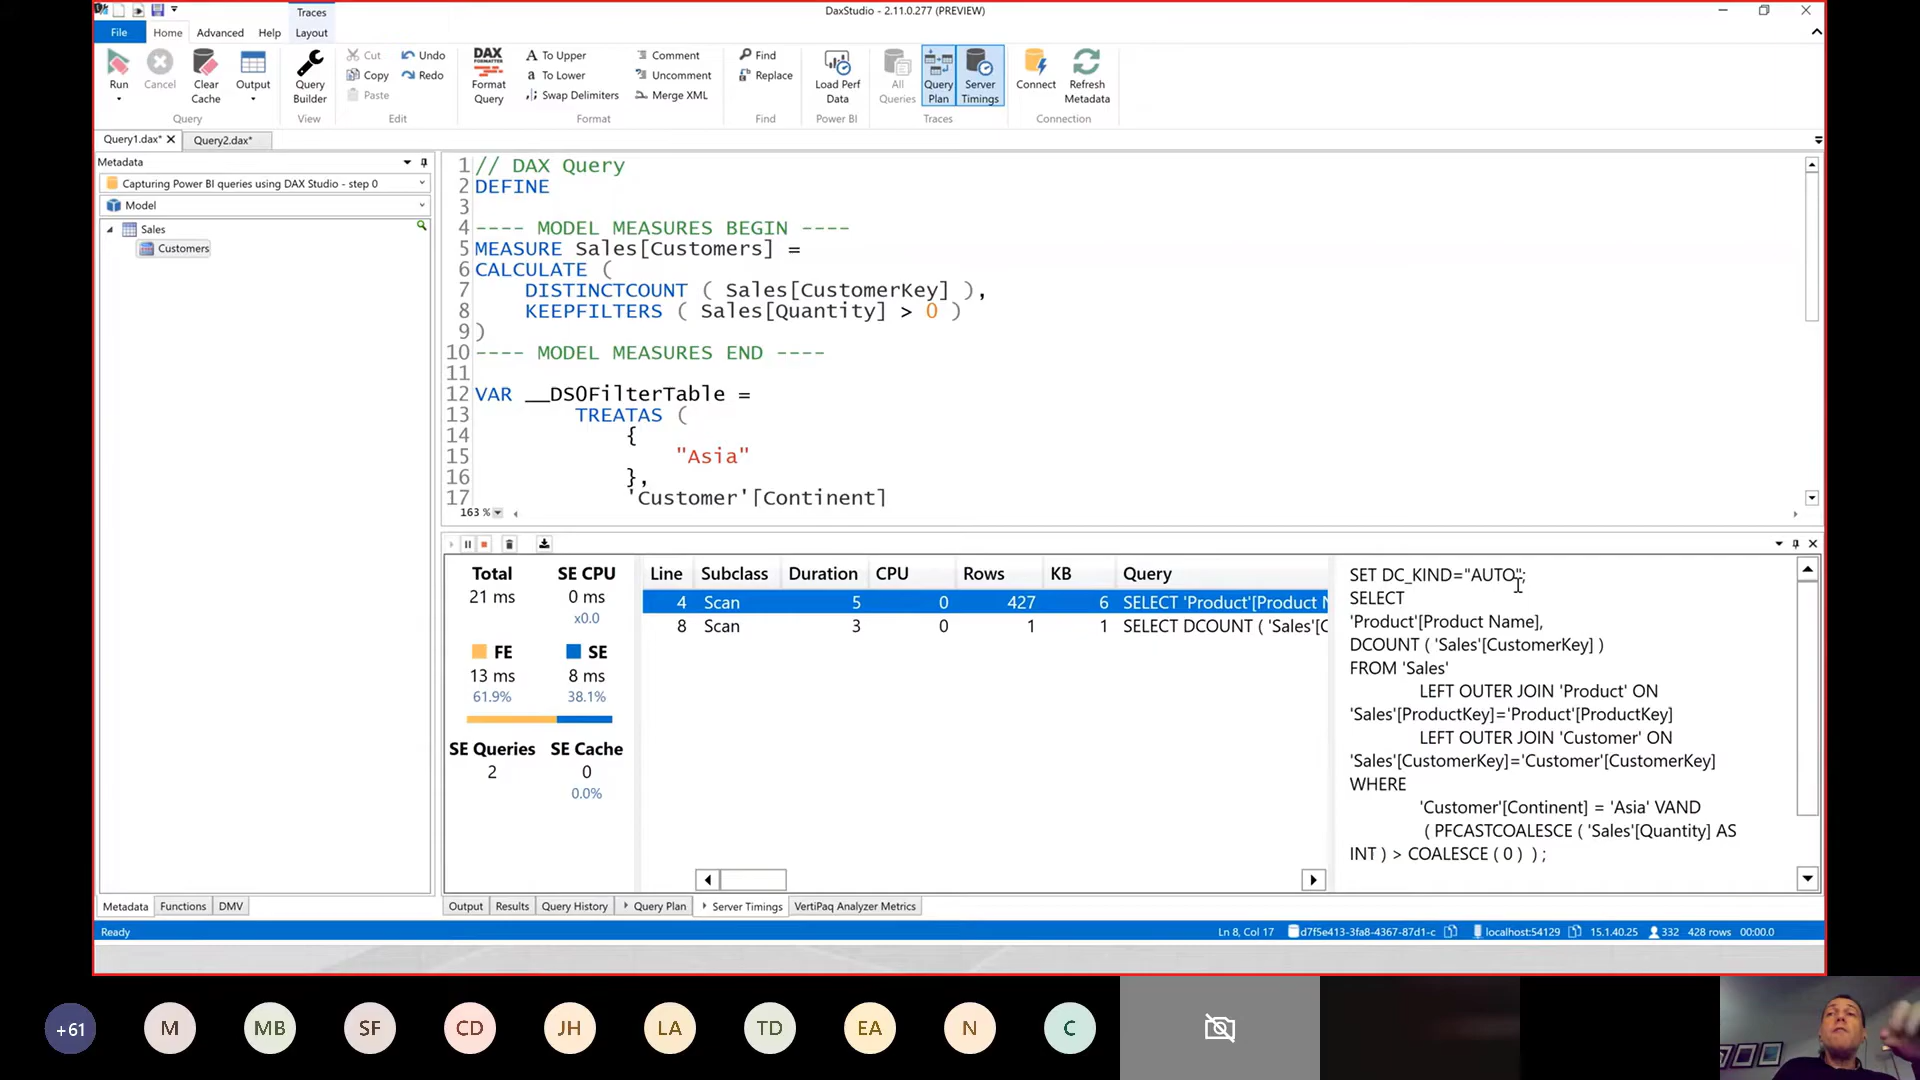 DaxStudio - 2.11.0.277 (PREVIEW)
Traces
File Home Advanced Help Layout
Run
Cancel
Clear Cache
Output
Query
Query Builder
View
Cut
Copy
Paste
Undo
Redo
Edit
DAX FORMATTER
Format Query
To Upper
To Lower
Swap Delimiters
Comment
Uncomment
Merge XML
Format
Find
Replace
Find
Load Perf Data
Power BI
All Queries
Query Plan
Server Timings
Traces
Connect
Refresh Metadata
Connection
Query1.dax*
Query2.dax*
Metadata
Capturing Power BI queries using DAX Studio - step 0
Model
Sales
Customers
1 // DAX Query
2 DEFINE
3
4 ---- MODEL MEASURES BEGIN ----
5 MEASURE Sales[Customers] =
6 CALCULATE (
7 DISTINCTCOUNT ( Sales[CustomerKey] ),
8 KEEPFILTERS ( Sales[Quantity] > 0 )
9 )
10 ---- MODEL MEASURES END ----
11
12 VAR __DS0FilterTable =
13 TREATAS (
14 {
15 "Asia"
16 },
17 'Customer'[Continent]
163 %
Total SE CPU
21 ms 0 ms
x0.0
FE SE
13 ms 8 ms
61.9% 38.1%
SE Queries SE Cache
2 0
0.0%
Line Subclass Duration CPU Rows KB Query
4 Scan 5 0 427 6 SELECT 'Product'[Product N
8 Scan 3 0 1 1 SELECT DCOUNT ( 'Sales'[C
SET DC_KIND="AUTO";
SELECT
'Product'[Product Name],
DCOUNT ( 'Sales'[CustomerKey] )
FROM 'Sales'
LEFT OUTER JOIN 'Product' ON
'Sales'[ProductKey]='Product'[ProductKey]
LEFT OUTER JOIN 'Customer' ON
'Sales'[CustomerKey]='Customer'[CustomerKey]
WHERE
'Customer'[Continent] = 'Asia' VAND
( PFCASTCOALESCE ( 'Sales'[Quantity] AS
INT ) > COALESCE ( 0 ) ) ;
Metadata Functions DMV
Output Results Query History Query Plan Server Timings VertiPaq Analyzer Metrics
Ready
Ln 8, Col 17 d7f5e413-3fa8-4367-87d1-c localhost:54129 15.1.40.25 332 428 rows 00:00.0
+61 M MB SF CD JH LA TD EA N C